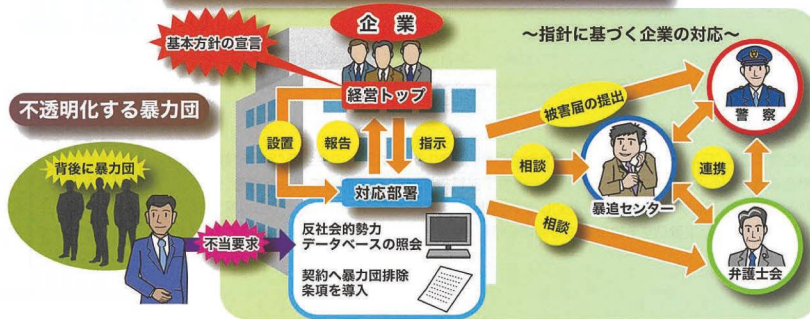 企業
～指針に基づく企業の対応～
基本方針の宣言
経営トップ
不透明化する暴力団
背後に暴力団
不当要求
設置
報告
指示
対応部署
反社会的勢力
データベースの照会
契約へ暴力団排除
条項を導入
被害届の提出
相談
相談
警察
暴追センター
連携
弁護士会